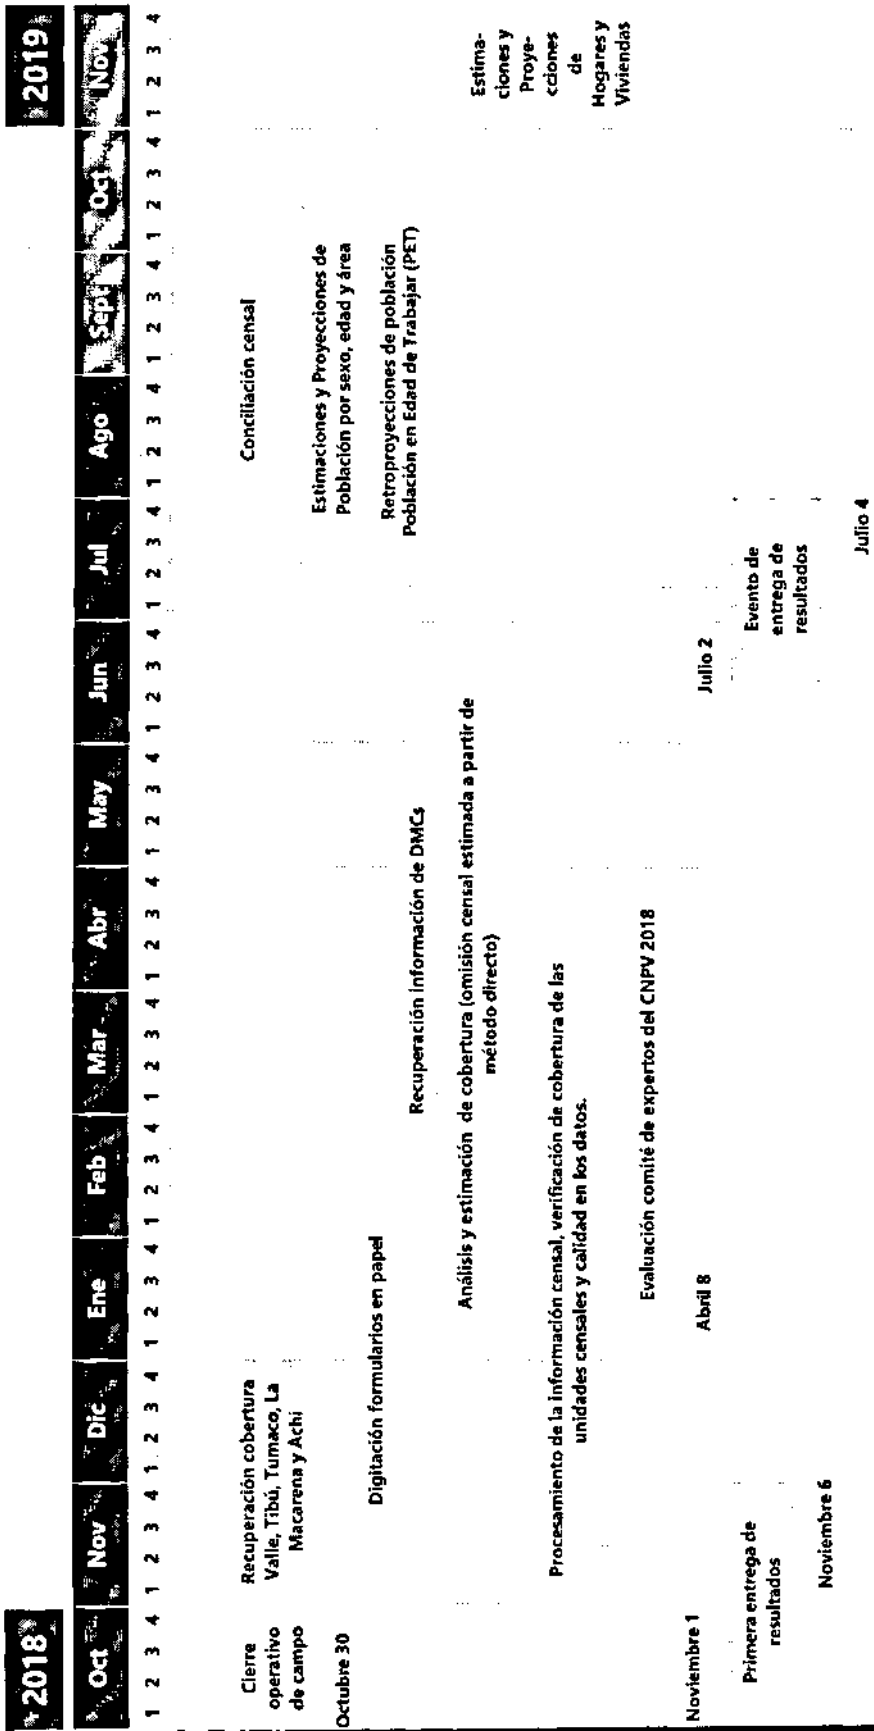 2018
2019
Oct
Nov
Dic
Ene
Feb
Mar
Abr
May
Jun
Jul
Ago
Sept
Oct
Nov
1 2 3 4 1 2 3 4 1 2 3 4 1 2 3 4 1 2 3 4 1 2 3 4 1 2 3 4 1 2 3 4 1 2 3 4 1 2 3 4 1 2 3 4 1 2 3 4 1 2 3 4 1 2 3 4
Cierre
operativo
de campo
Octubre 30
Recuperación cobertura
Valle, Tibú, Tumaco, La
Macarena y Achí
Conciliación censal
Estimaciones y Proyecciones de
Población por sexo, edad y área
Digitación formularios en papel
Retroproyecciones de población
Población en Edad de Trabajar (PET)
Recuperación información de DMCs
Análisis y estimación de cobertura (omisión censal estimada a partir de
método directo)
Estima-
ciones y
Proye-
cciones
de
Hogares y
Viviendas
Procesamiento de la información censal, verificación de cobertura de las
unidades censales y calidad en los datos.
Evaluación comité de expertos del CNPV 2018
Noviembre 1
Abril 8
Julio 2
Primera entrega de
resultados
Noviembre 6
Evento de
entrega de
resultados
Julio 4